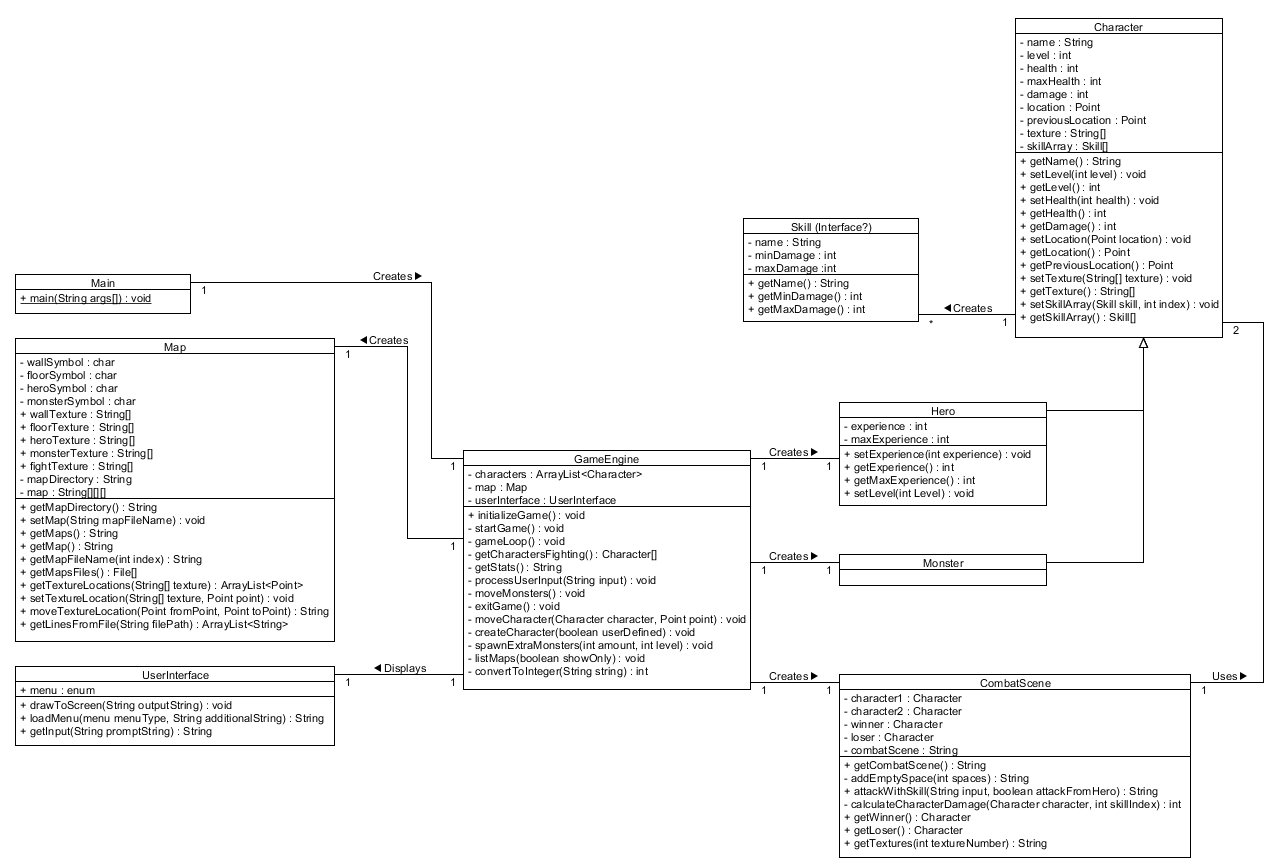 Character
- name : String
- level : int
- health : int
- maxHealth : int
- damage : int
- location : Point
- previousLocation : Point
- texture : String[]
- skillArray : Skill[]
+ getName() : String
+ setLevel(int level) : void
+ getLevel() : int
+ setHealth(int health) : void
+ getHealth() : int
+ getDamage() : int
+ setLocation(Point location) : void
+ getLocation() : Point
+ getPreviousLocation() : Point
+ setTexture(String[] texture) : void
+ getTexture() : String[]
+ setSkillArray(Skill skill, int index) : void
+ getSkillArray() : Skill[]
Skill (Interface?)
- name : String
- minDamage : int
- maxDamage :int
+ getName() : String
+ getMinDamage() : int
+ getMaxDamage() : int
◀ Creates
*
1
2
Main
+ main(String args[]) : void
Creates ▶
1
Map
- wallSymbol : char
- floorSymbol : char
- heroSymbol : char
- monsterSymbol : char
+ wallTexture : String[]
+ floorTexture : String[]
+ heroTexture : String[]
+ monsterTexture : String[]
+ fightTexture : String[]
- mapDirectory : String
- map : String[][][]
+ getMapDirectory() : String
+ setMap(String mapFileName) : void
+ getMaps() : String
+ getMap() : String
+ getMapFileName(int index) : String
+ getMapsFiles() : File[]
+ getTextureLocations(String[] texture) : ArrayList<Point>
+ setTextureLocation(String[] texture, Point point) : void
+ moveTextureLocation(Point fromPoint, Point toPoint) : String
+ getLinesFromFile(String filePath) : ArrayList<String>
◀ Creates
1
1
1
GameEngine
- characters : ArrayList<Character>
- map : Map
- userInterface : UserInterface
+ initializeGame() : void
- startGame() : void
- gameLoop() : void
- getCharactersFighting() : Character[]
- getStats() : String
- processUserInput(String input) : void
- moveMonsters() : void
- exitGame() : void
- moveCharacter(Character character, Point point) : void
- createCharacter(boolean userDefined) : void
- spawnExtraMonsters(int amount, int level) : void
- listMaps(boolean showOnly) : void
- convertToInteger(String string) : int
Creates ▶
1
1
Hero
- experience : int
- maxExperience : int
+ setExperience(int experience) : void
+ getExperience() : int
+ getMaxExperience() : int
+ setLevel(int Level) : void
Creates ▶
1
1
Monster
UserInterface
+ menu : enum
+ drawToScreen(String outputString) : void
+ loadMenu(menu menuType, String additionalString) : String
+ getInput(String promptString) : String
◀ Displays
1
1
Creates ▶
1
1
CombatScene
- character1 : Character
- character2 : Character
- winner : Character
- loser : Character
- combatScene : String
+ getCombatScene() : String
- addEmptySpace(int spaces) : String
+ attackWithSkill(String input, boolean attackFromHero) : String
- calculateCharacterDamage(Character character, int skillIndex) : int
+ getWinner() : Character
+ getLoser() : Character
+ getTextures(int textureNumber) : String
Uses ▶
1